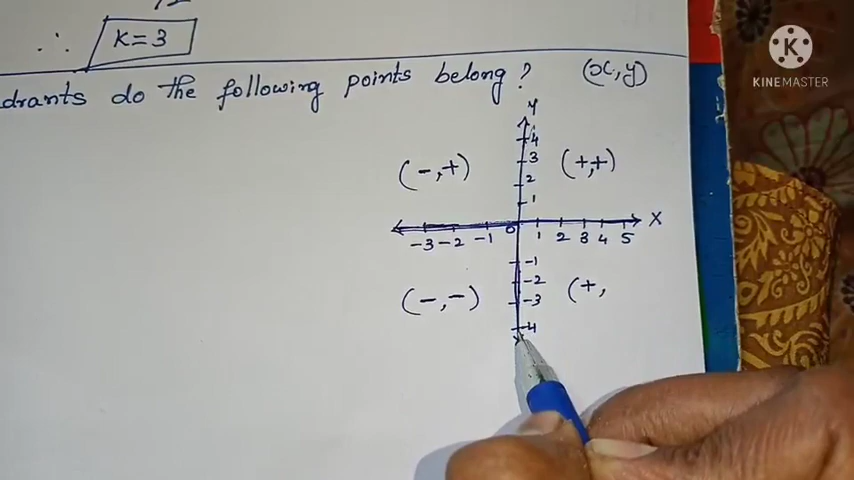 ∴ K = 3
drants do the following points belong? (x,y)
Y
4
(-,+) 3 (+,+)
2
1
0 X
-3 -2 -1 1 2 3 4 5
-1
-2 (+,
(-,-) -3
-4
K
KINEMASTER